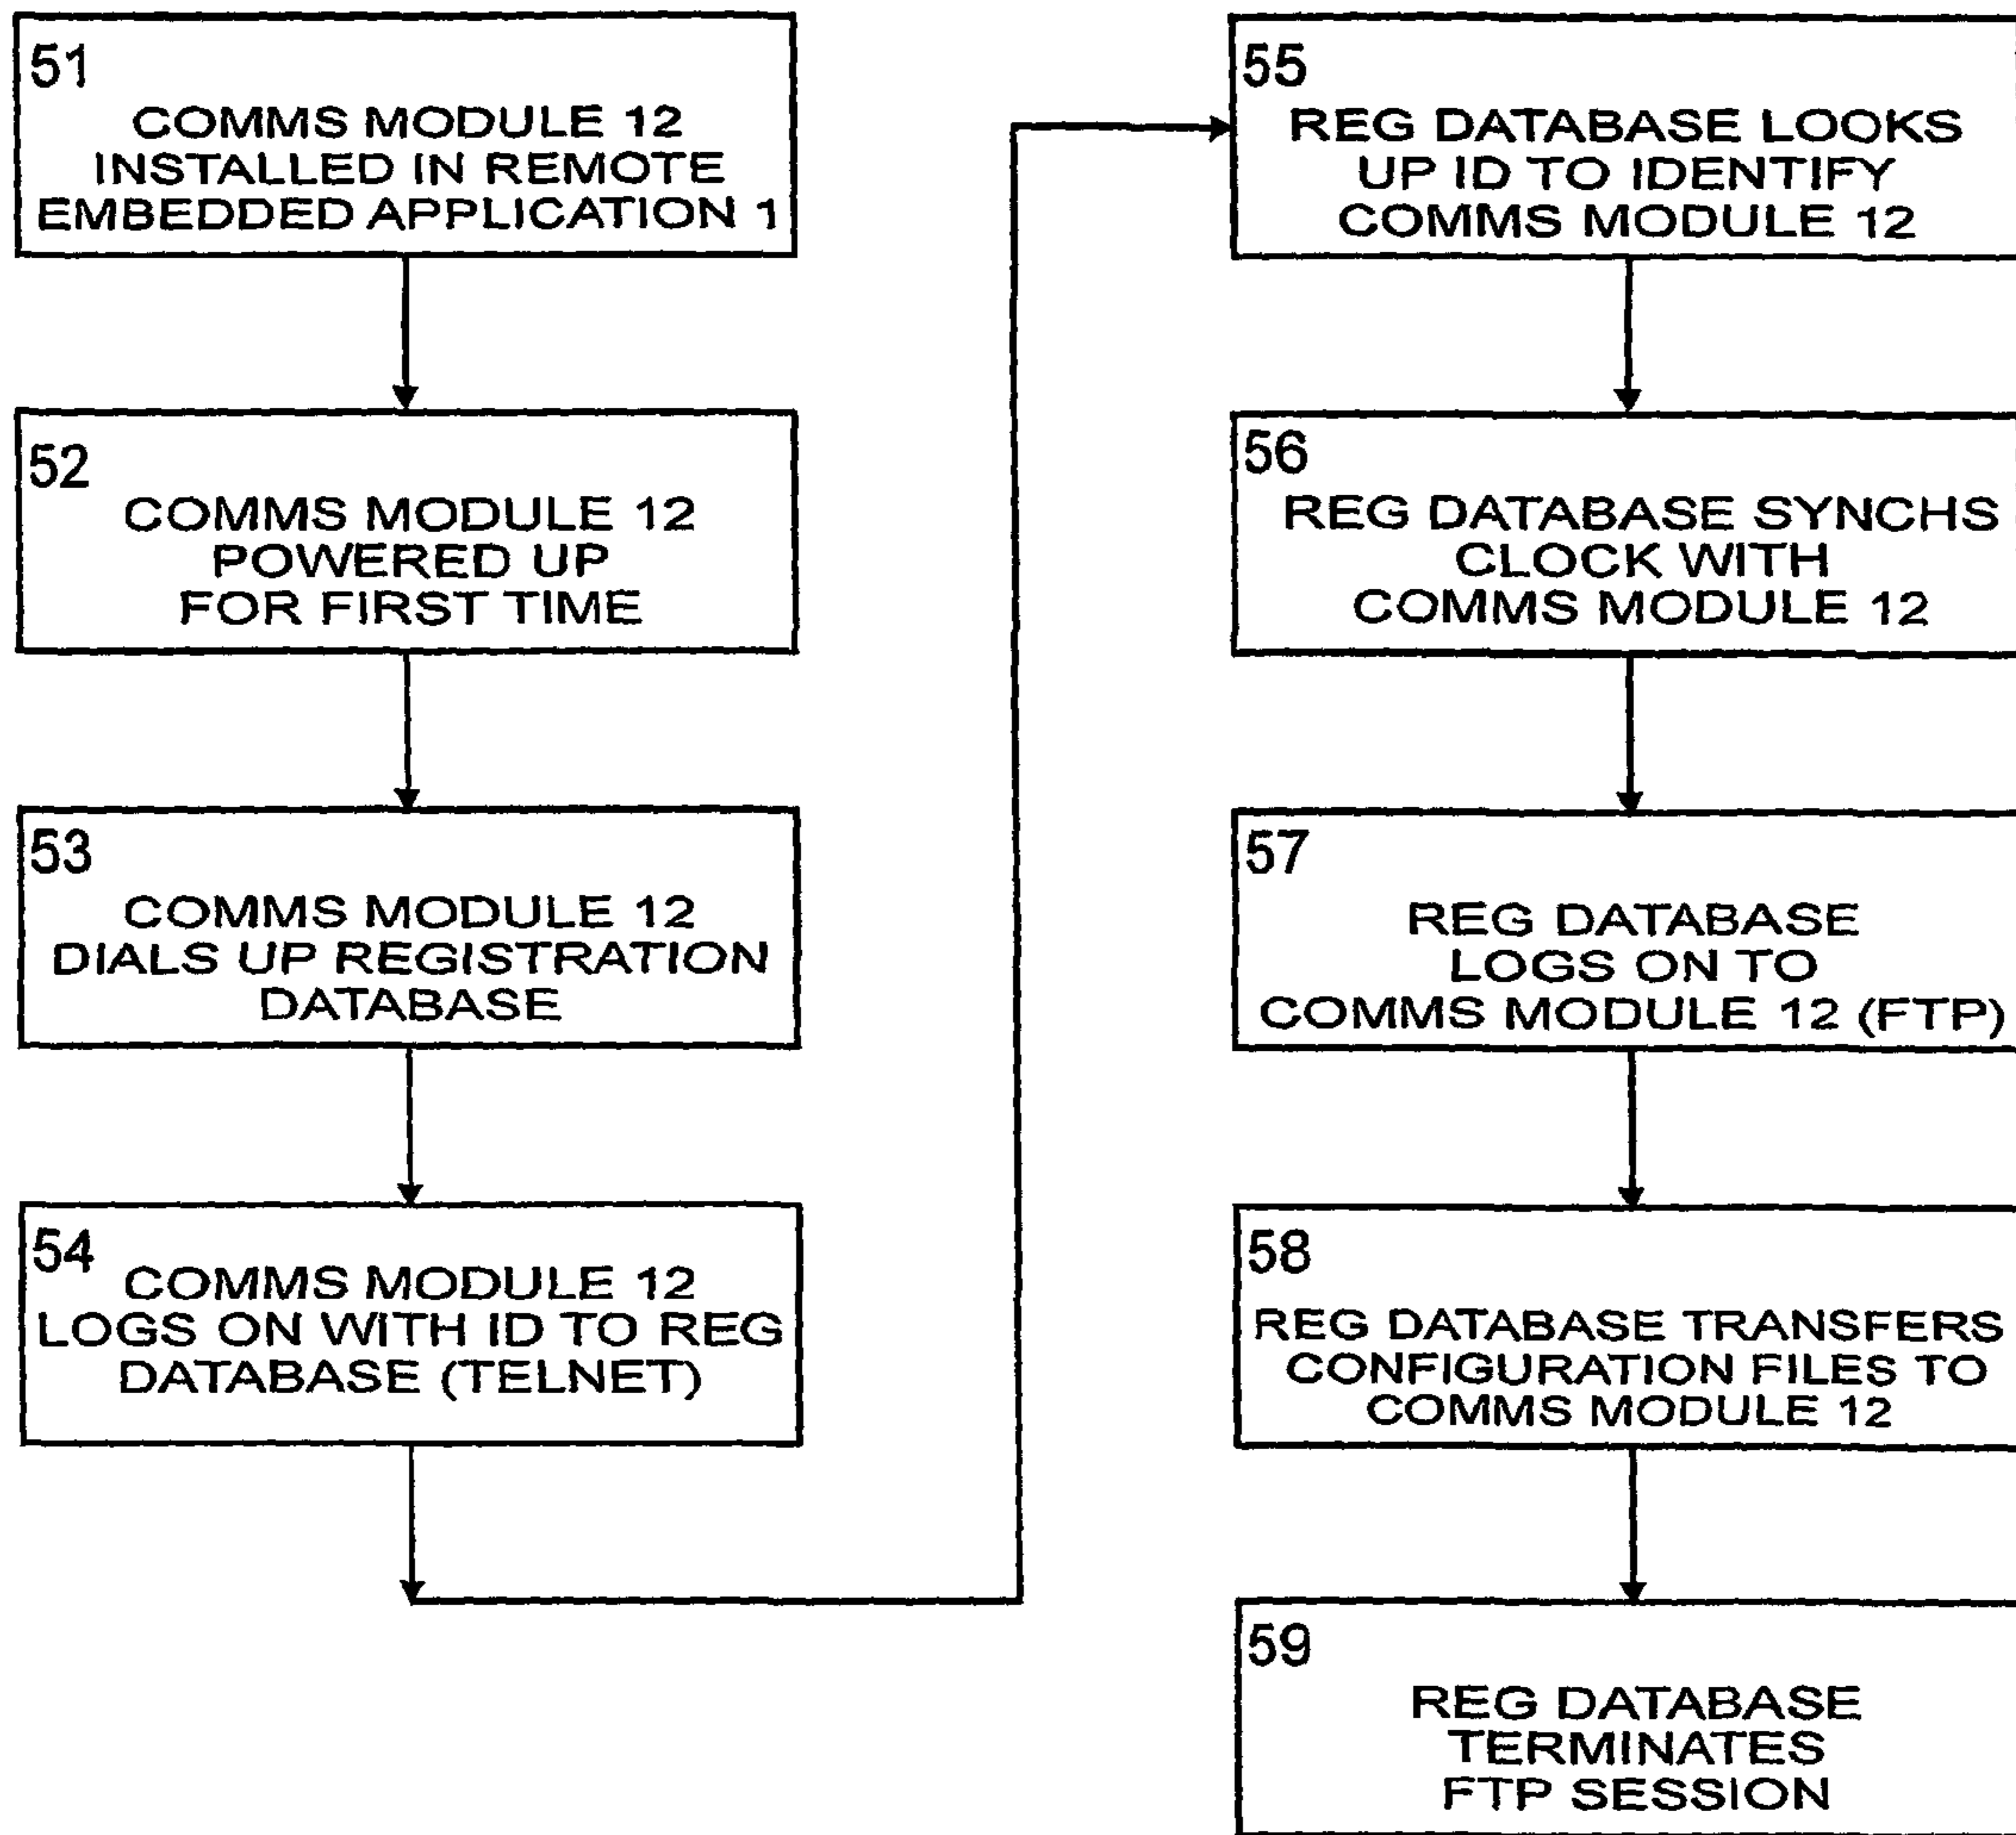 51
COMMS MODULE 12
INSTALLED IN REMOTE
EMBEDDED APPLICATION 1
52
COMMS MODULE 12
POWERED UP
FOR FIRST TIME
53
COMMS MODULE 12
DIALS UP REGISTRATION
DATABASE
54
COMMS MODULE 12
LOGS ON WITH ID TO REG
DATABASE (TELNET)
55
REG DATABASE LOOKS
UP ID TO IDENTIFY
COMMS MODULE 12
56
REG DATABASE SYNCHS
CLOCK WITH
COMMS MODULE 12
57
REG DATABASE
LOGS ON TO
COMMS MODULE 12 (FTP)
58
REG DATABASE TRANSFERS
CONFIGURATION FILES TO
COMMS MODULE 12
59
REG DATABASE
TERMINATES
FTP SESSION